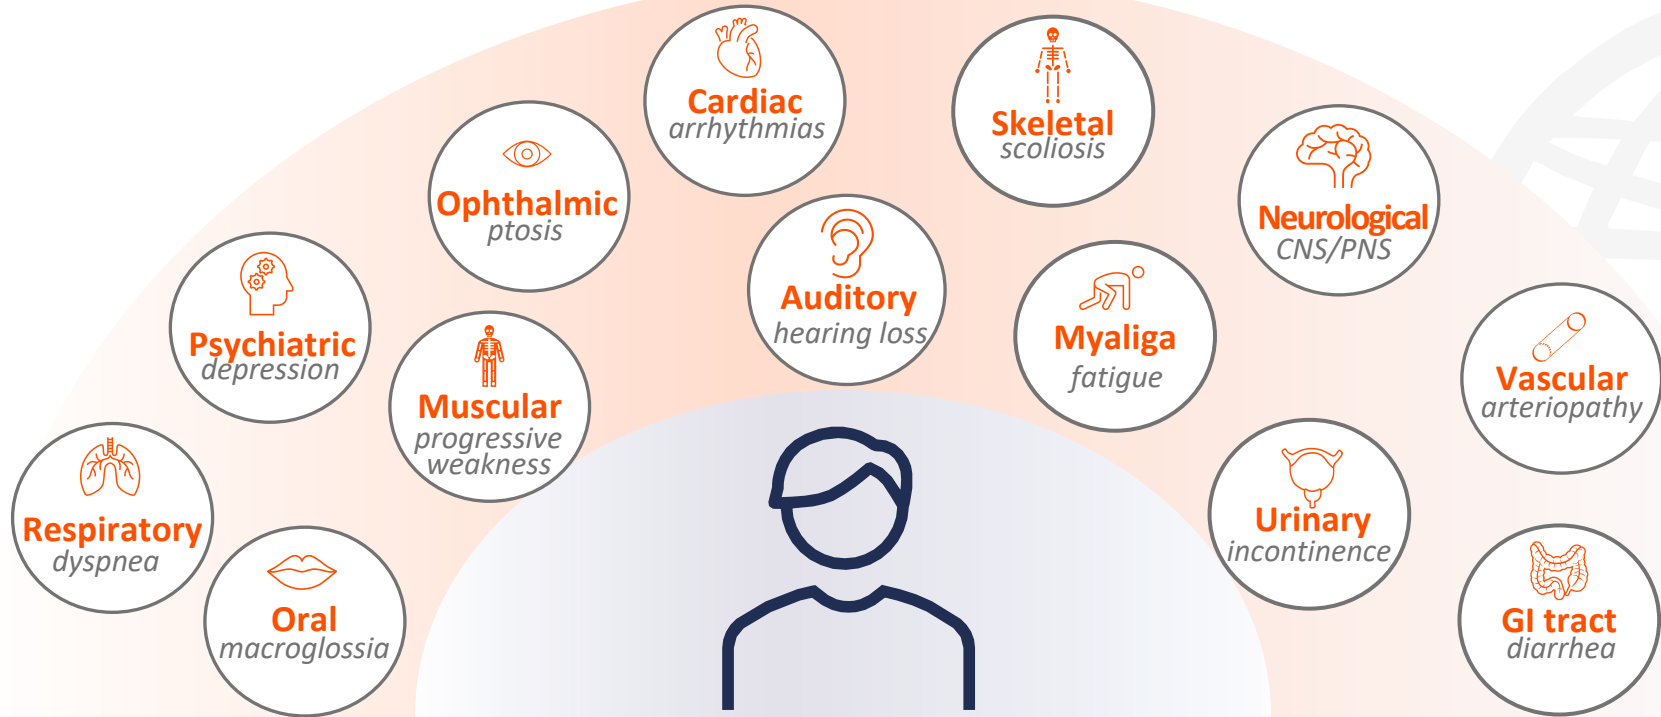 Cardiac
arrhythmias
Skeletal
scoliosis
Ophthalmic
ptosis
Neurological
CNS/PNS
Auditory
hearing loss
Psychiatric
depression
Myaliga
fatigue
Muscular
progressive
weakness
Vascular
arteriopathy
Respiratory
dyspnea
Urinary
incontinence
Oral
macroglossia
GI tract
diarrhea